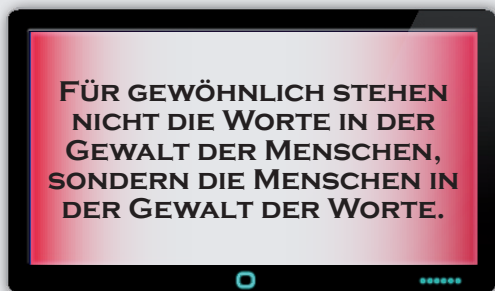 Für gewöhnlich stehen
nicht die Worte in der
Gewalt der Menschen,
sondern die Menschen in
der Gewalt der Worte.